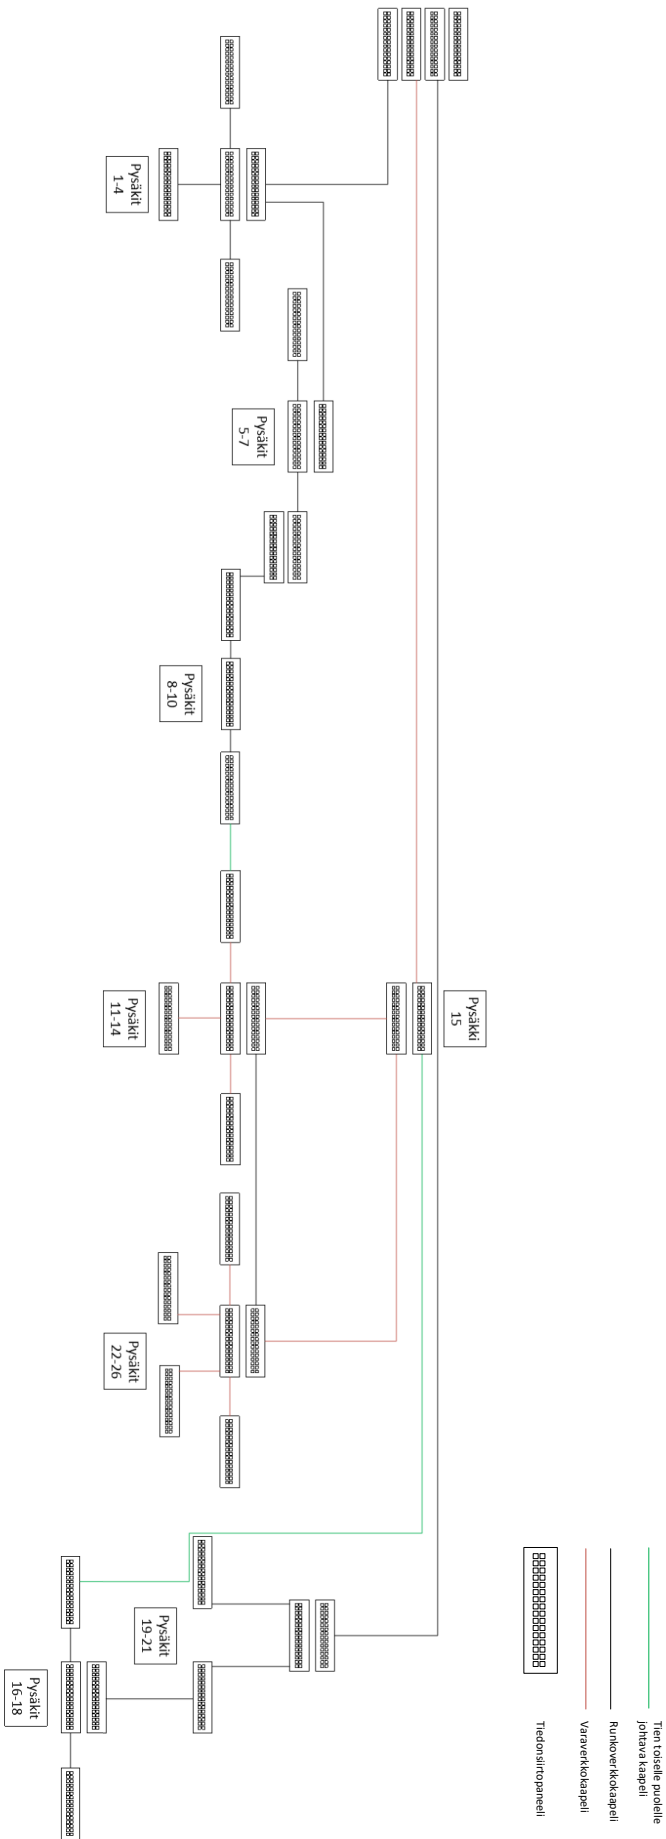 Pysäkit
1-4
Pysäkit
5-7
Pysäkit
8-10
Pysäkit
11-14
Pysäkki
15
Pysäkit
22-26
Pysäkit
19-21
Pysäkit
16-18
Tien toiselle puolelle
johtava kaapeli
Runkoverkkokaapeli
Varaverkkokaapeli
Tiedonsiirtopaneeli